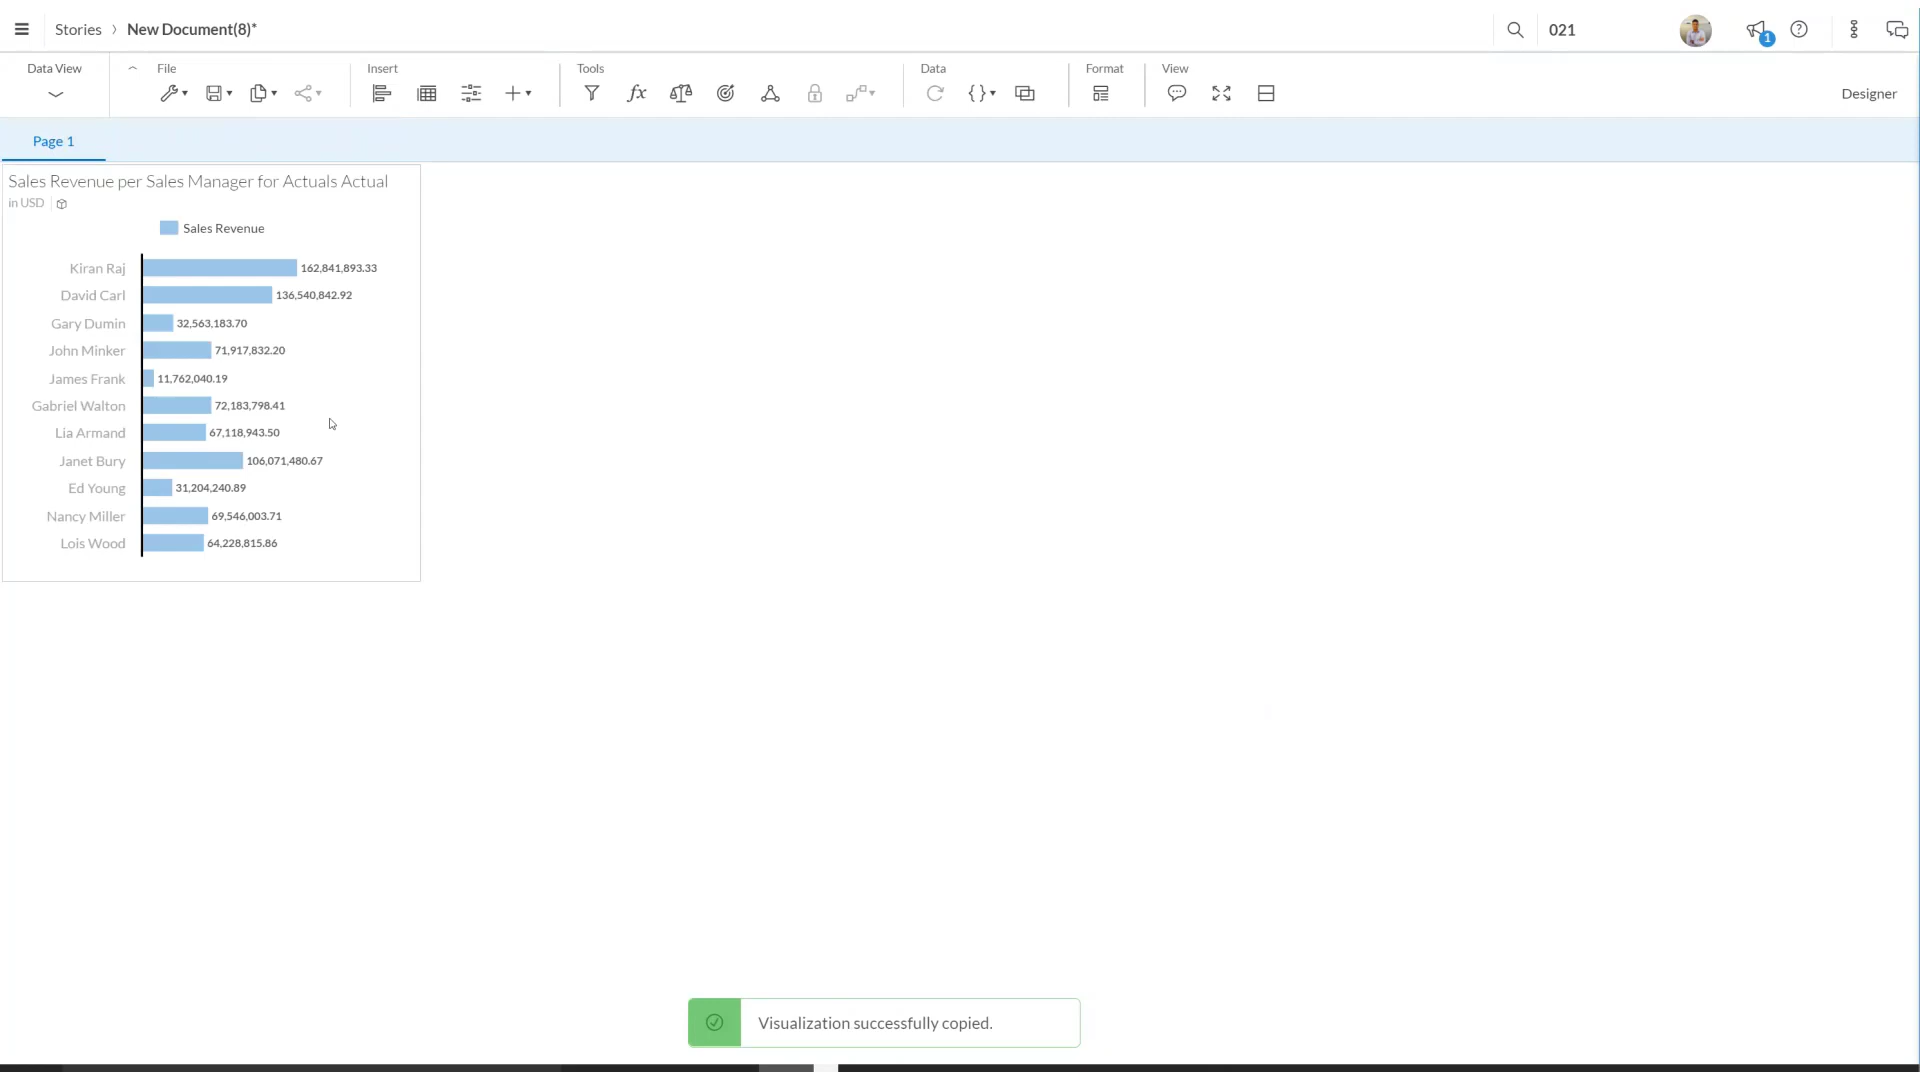 Stories › New Document(8)*
021
1
Data View
File
Insert
Tools
Data
Format
View
Designer
Page 1
Sales Revenue per Sales Manager for Actuals Actual
in USD
Sales Revenue
Kiran Raj 162,841,893.33
David Carl 136,540,842.92
Gary Dumin 32,563,183.70
John Minker 71,917,832.20
James Frank 11,762,040.19
Gabriel Walton 72,183,798.41
Lia Armand 67,118,943.50
Janet Bury 106,071,480.67
Ed Young 31,204,240.89
Nancy Miller 69,546,003.71
Lois Wood 64,228,815.86
Visualization successfully copied.